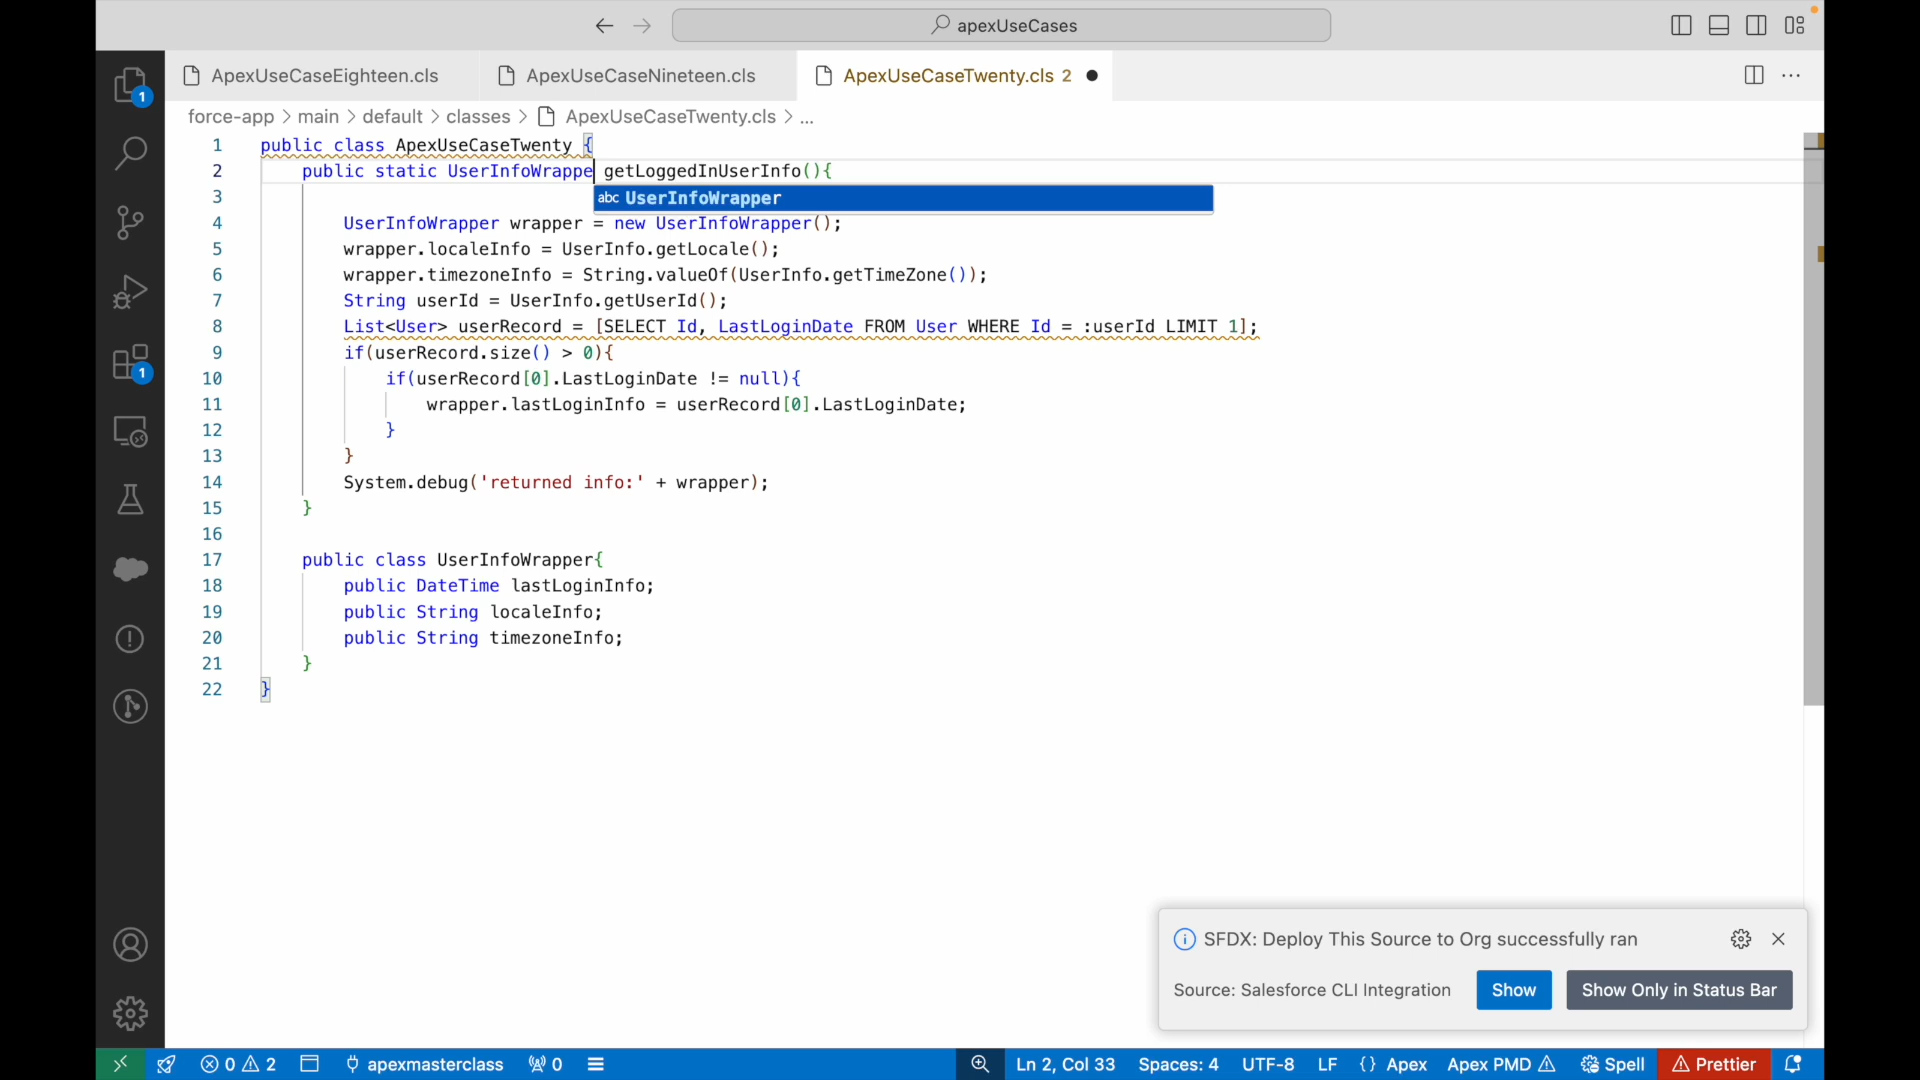 apexUseCases
ApexUseCaseEighteen.cls
ApexUseCaseNineteen.cls
ApexUseCaseTwenty.cls 2
force-app > main > default > classes > ApexUseCaseTwenty.cls > ...
1 public class ApexUseCaseTwenty {
2 public static UserInfoWrappe getLoggedInUserInfo(){
3
abc UserInfoWrapper
4 UserInfoWrapper wrapper = new UserInfoWrapper();
5 wrapper.localeInfo = UserInfo.getLocale();
6 wrapper.timezoneInfo = String.valueOf(UserInfo.getTimeZone());
7 String userId = UserInfo.getUserId();
8 List<User> userRecord = [SELECT Id, LastLoginDate FROM User WHERE Id = :userId LIMIT 1];
9 if(userRecord.size() > 0){
10 if(userRecord[0].LastLoginDate != null){
11 wrapper.lastLoginInfo = userRecord[0].LastLoginDate;
12 }
13 }
14 System.debug('returned info:' + wrapper);
15 }
16
17 public class UserInfoWrapper{
18 public DateTime lastLoginInfo;
19 public String localeInfo;
20 public String timezoneInfo;
21 }
22 }
1
1
SFDX: Deploy This Source to Org successfully ran
Source: Salesforce CLI Integration
Show
Show Only in Status Bar
0 2 apexmasterclass 0 Ln 2, Col 33 Spaces: 4 UTF-8 LF {} Apex Apex PMD Spell Prettier